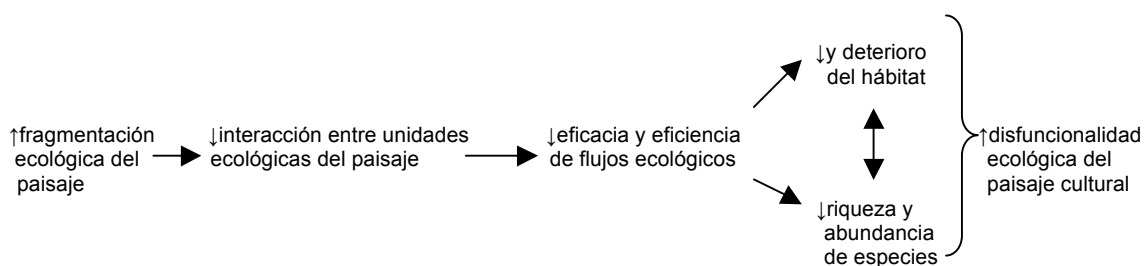 ↑fragmentación
ecológica del
paisaje
↓interacción entre unidades
ecológicas del paisaje
↓eficacia y eficiencia
de flujos ecológicos
↓y deterioro
del hábitat
↓riqueza y
abundancia
de especies
↑disfuncionalidad
ecológica del
paisaje cultural